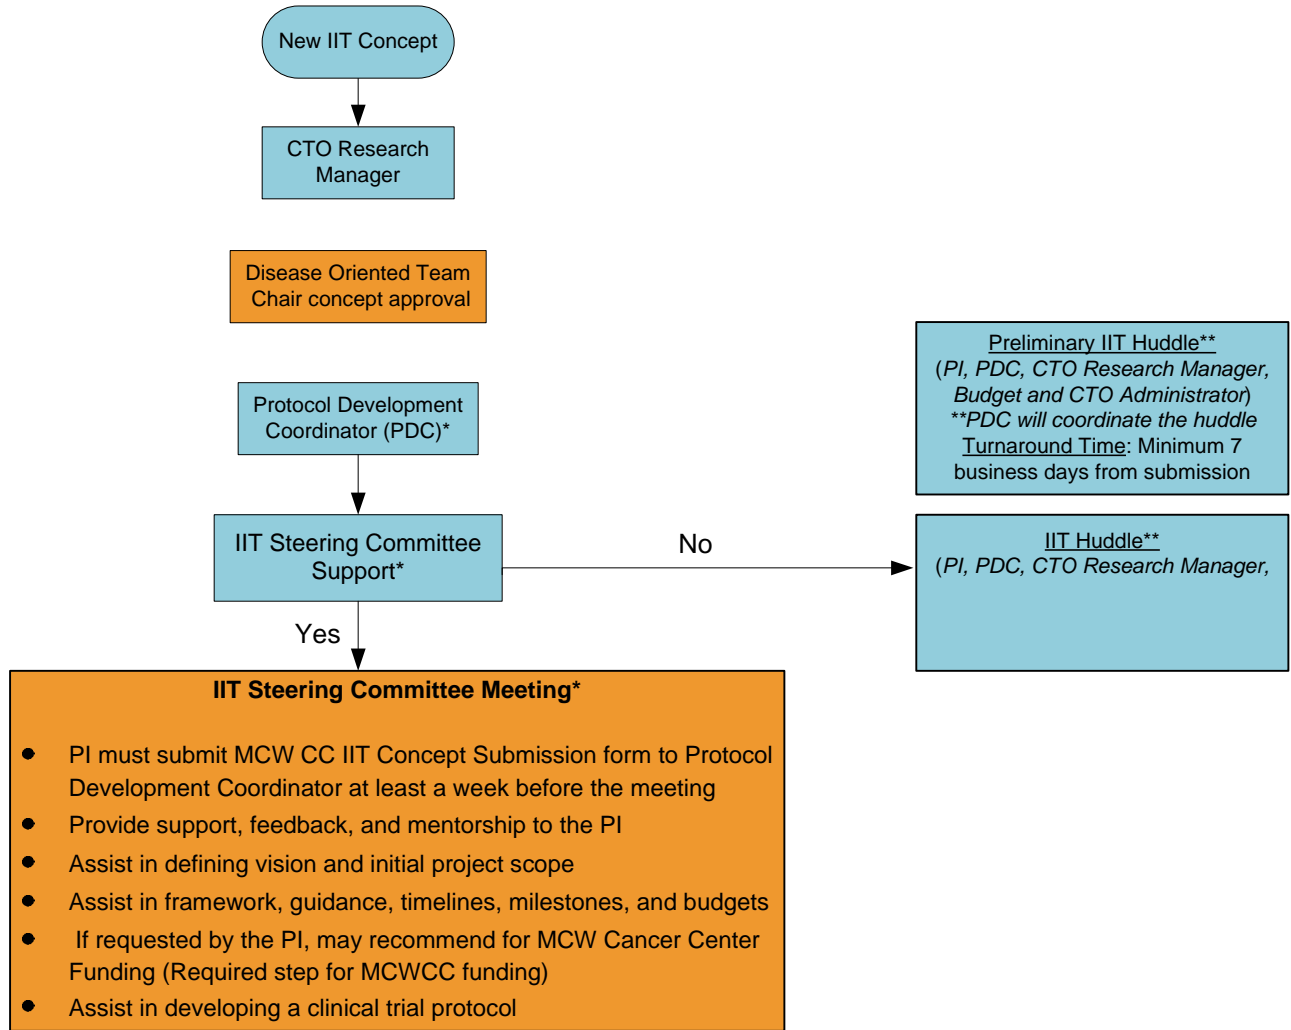 New IIT Concept
CTO Research
Manager
Disease Oriented Team
Chair concept approval
Protocol Development
Coordinator (PDC)*
Preliminary IIT Huddle**
(PI, PDC, CTO Research Manager,
Budget and CTO Administrator)
**PDC will coordinate the huddle
Turnaround Time: Minimum 7
business days from submission
IIT Steering Committee
Support*
No
IIT Huddle**
(PI, PDC, CTO Research Manager,
Yes
IIT Steering Committee Meeting*
● PI must submit MCW CC IIT Concept Submission form to Protocol
Development Coordinator at least a week before the meeting
● Provide support, feedback, and mentorship to the PI
● Assist in defining vision and initial project scope
● Assist in framework, guidance, timelines, milestones, and budgets
● If requested by the PI, may recommend for MCW Cancer Center
Funding (Required step for MCWCC funding)
● Assist in developing a clinical trial protocol